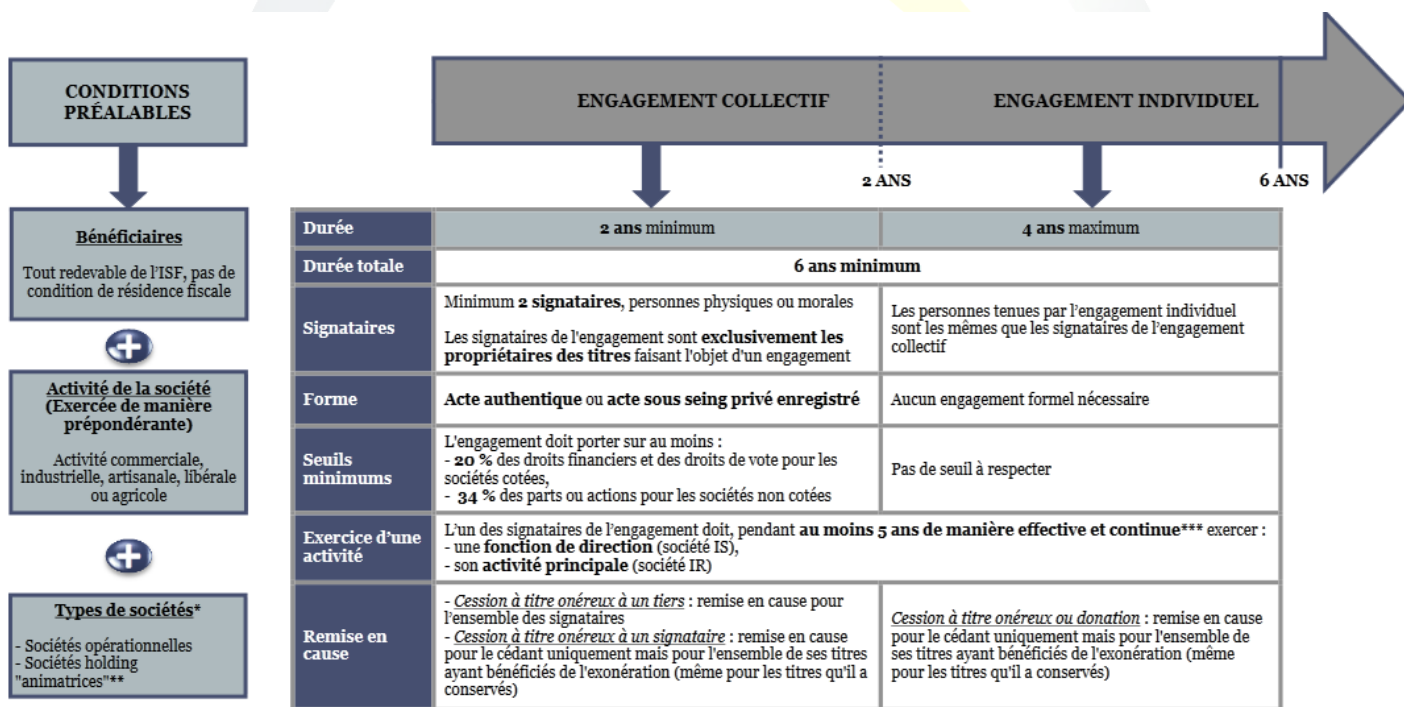 CONDITIONS
PRÉALABLES
ENGAGEMENT COLLECTIF
ENGAGEMENT INDIVIDUEL
2 ANS
6 ANS
Bénéficiaires
Tout redevable de l'ISF, pas de
condition de résidence fiscale
Activité de la société
(Exercée de manière
prépondérante)
Activité commerciale,
industrielle, artisanale, libérale
ou agricole
Types de sociétés*
- Sociétés opérationnelles
- Sociétés holding
"animatrices"**
Durée
2 ans minimum
4 ans maximum
Durée totale
6 ans minimum
Signataires
Minimum 2 signataires, personnes physiques ou morales
Les signataires de l'engagement sont exclusivement les
propriétaires des titres faisant l'objet d'un engagement
Les personnes tenues par l'engagement individuel
sont les mêmes que les signataires de l'engagement
collectif
Forme
Acte authentique ou acte sous seing privé enregistré
Aucun engagement formel nécessaire
Seuils
minimums
L'engagement doit porter sur au moins :
- 20 % des droits financiers et des droits de vote pour les
sociétés cotées,
- 34 % des parts ou actions pour les sociétés non cotées
Pas de seuil à respecter
Exercice d'une
activité
L'un des signataires de l'engagement doit, pendant au moins 5 ans de manière effective et continue*** exercer :
- une fonction de direction (société IS),
- son activité principale (société IR)
Remise en
cause
- Cession à titre onéreux à un tiers : remise en cause pour
l'ensemble des signataires
- Cession à titre onéreux à un signataire : remise en cause
pour le cédant uniquement mais pour l'ensemble de ses titres
ayant bénéficiés de l'exonération (même pour les titres qu'il a
conservés)
Cession à titre onéreux ou donation : remise en cause
pour le cédant uniquement mais pour l'ensemble de
ses titres ayant bénéficiés de l'exonération (même
pour les titres qu'il a conservés)